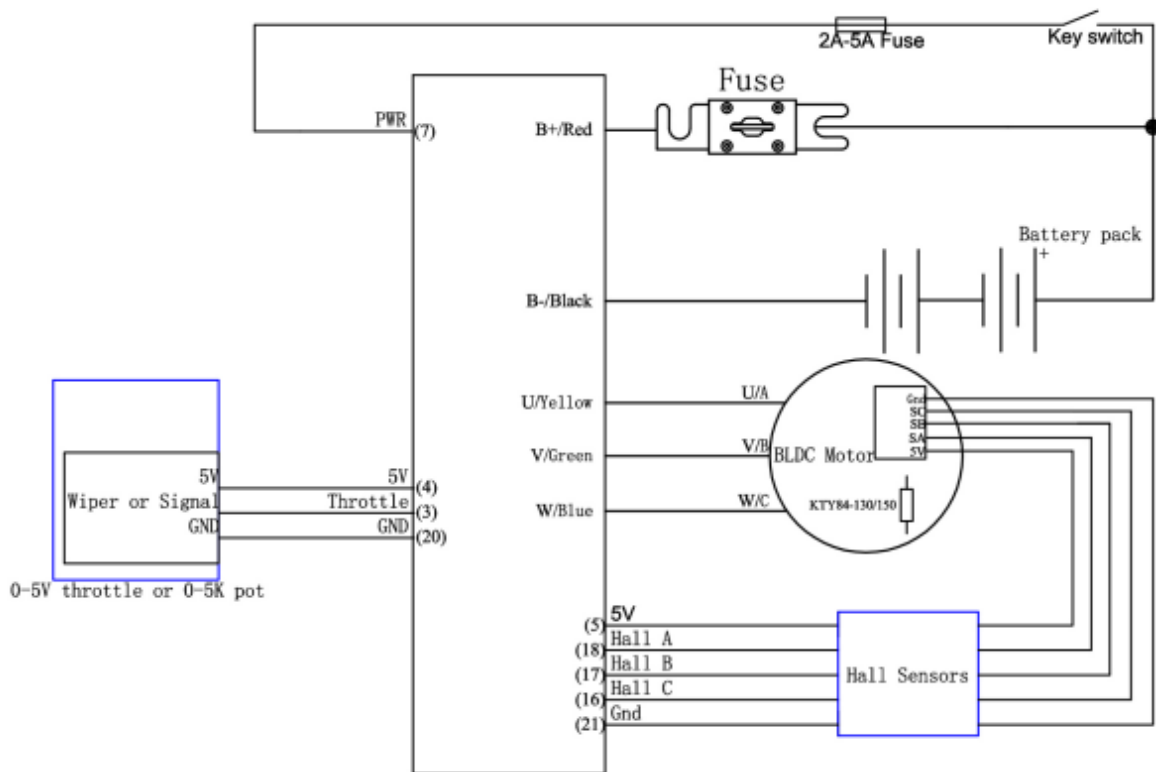 2A-5A Fuse
Key switch
Fuse
PWR
(7)
B+/Red
Battery pack
+
B-/Black
U/Yellow
U/A
V/Green
V/B
W/Blue
W/C
BLDC Motor
Gnd
SC
SB
SA
5V
KTY84-130/150
5V
Wiper or Signal
GND
5V
(4)
Throttle
(3)
GND
(20)
0-5V throttle or 0-5K pot
5V
(5)
Hall A
(18)
Hall B
(17)
Hall C
(16)
Gnd
(21)
Hall Sensors